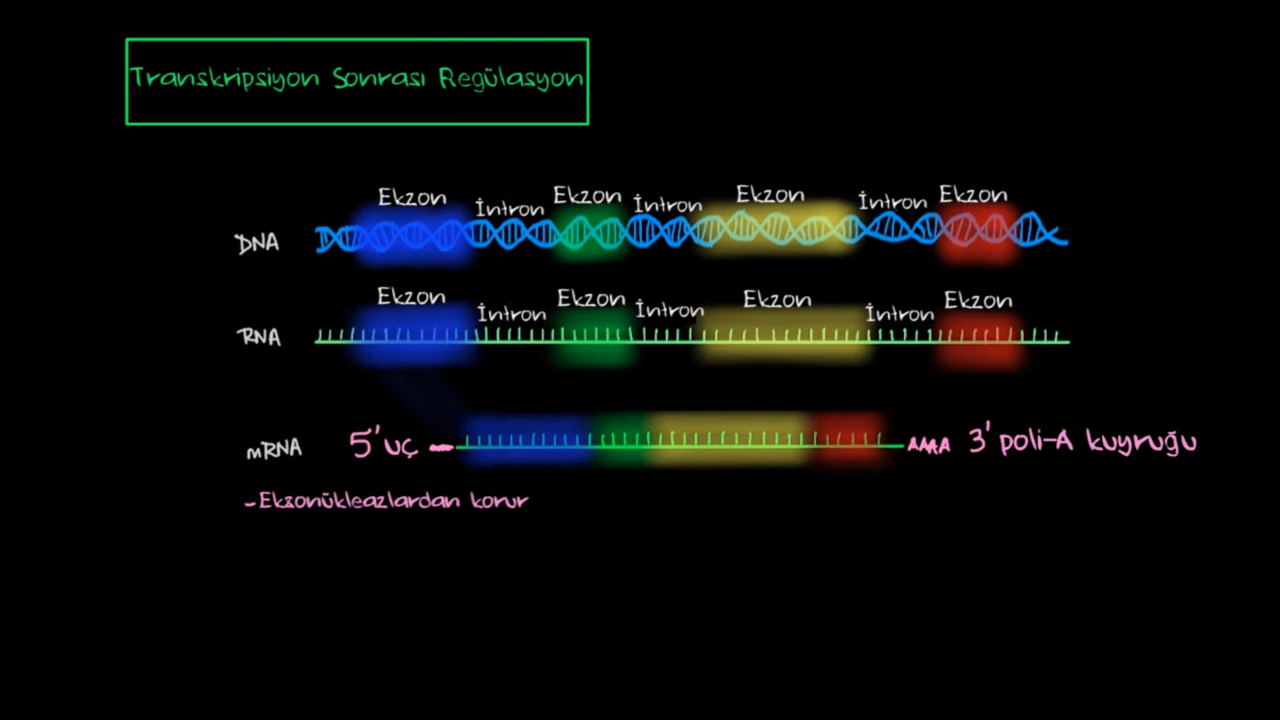 Transkripsiyon Sonrası Regülasyon
Ekzon İntron Ekzon İntron Ekzon İntron Ekzon
DNA
Ekzon İntron Ekzon İntron Ekzon İntron Ekzon
RNA
mRNA 5' uç AAAA 3' poli-A kuyruğu
-Ekzonükleazlardan korur